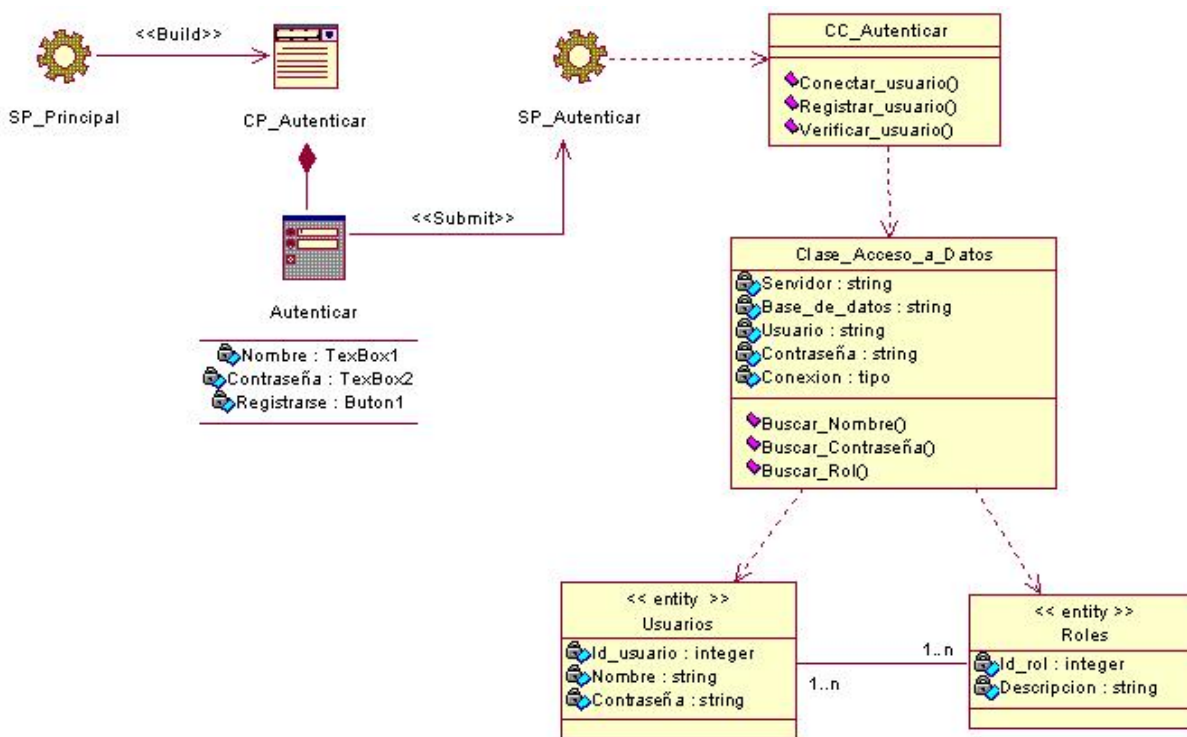 <<Build>>
SP_Principal
CP_Autenticar
SP_Autenticar
CC_Autenticar
Conectar_usuario()
Registrar_usuario()
Verificar_usuario()
<<Submit>>
Autenticar
Nombre : TexBox1
Contraseña : TexBox2
Registrarse : Buton1
Clase_Acceso_a_Datos
Servidor : string
Base_de_datos : string
Usuario : string
Contraseña : string
Conexion : tipo
Buscar_Nombre()
Buscar_Contraseña()
Buscar_Rol()
<< entity >>
Usuarios
Id_usuario : integer
Nombre : string
Contraseña : string
1..n
1..n
<< entity >>
Roles
Id_rol : integer
Descripcion : string